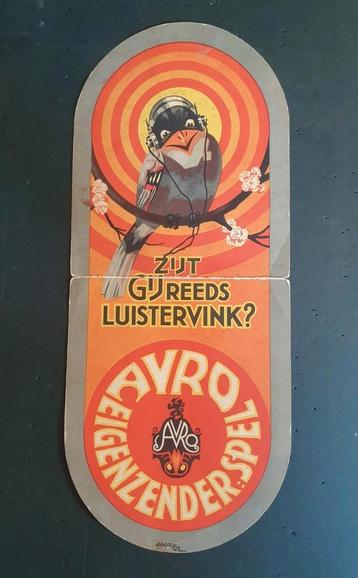 ZIJT
GIJ REEDS
LUISTERVINK?
AVRO
EIGENZENDER-SPEL
AVRO